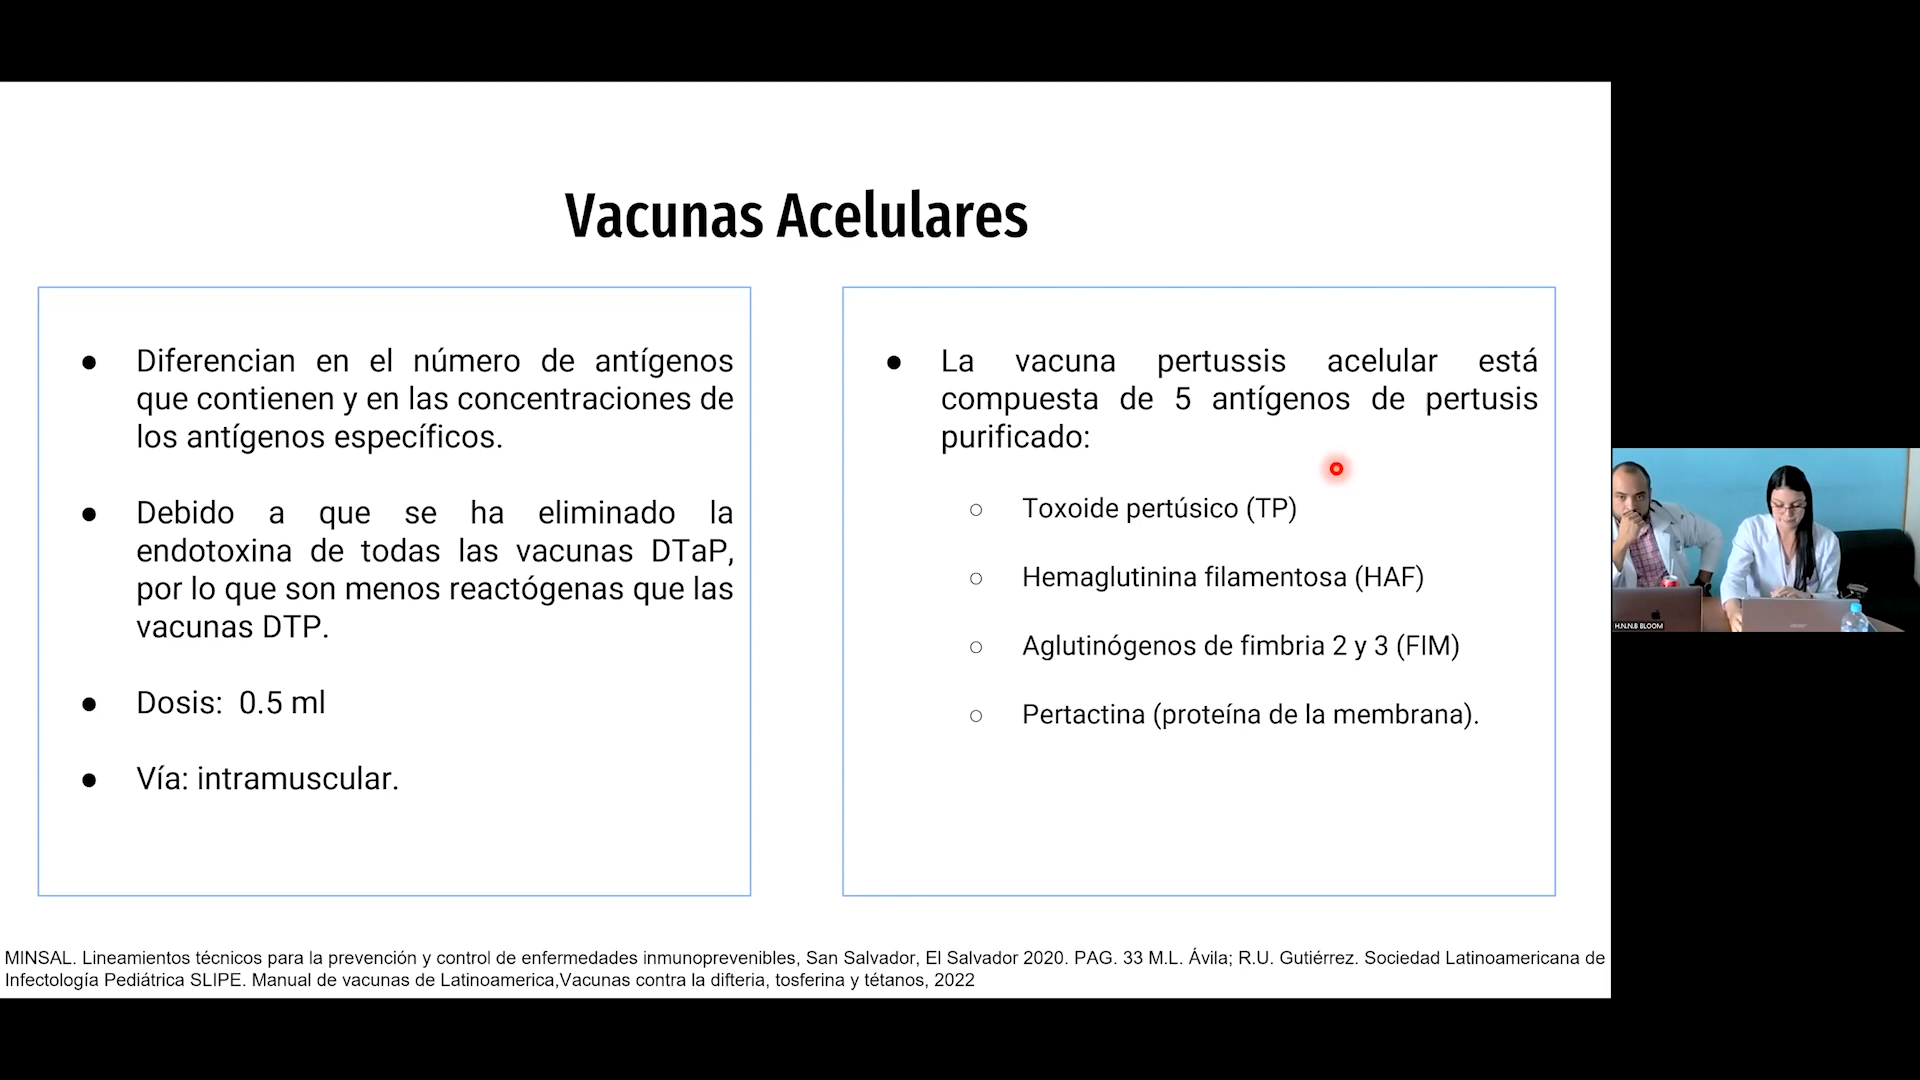 Vacunas Acelulares
● Diferencian en el número de antígenos
que contienen y en las concentraciones de
los antígenos específicos.
● Debido a que se ha eliminado la
endotoxina de todas las vacunas DTaP,
por lo que son menos reactógenas que las
vacunas DTP.
● Dosis: 0.5 ml
● Vía: intramuscular.
● La vacuna pertussis acelular está
compuesta de 5 antígenos de pertusis
purificado:
○ Toxoide pertúsico (TP)
○ Hemaglutinina filamentosa (HAF)
○ Aglutinógenos de fimbria 2 y 3 (FIM)
○ Pertactina (proteína de la membrana).
MINSAL. Lineamientos técnicos para la prevención y control de enfermedades inmunoprevenibles, San Salvador, El Salvador 2020. PAG. 33 M.L. Ávila; R.U. Gutiérrez. Sociedad Latinoamericana de
Infectología Pediátrica SLIPE. Manual de vacunas de Latinoamerica,Vacunas contra la difteria, tosferina y tétanos, 2022
H.N.N.B BLOOM